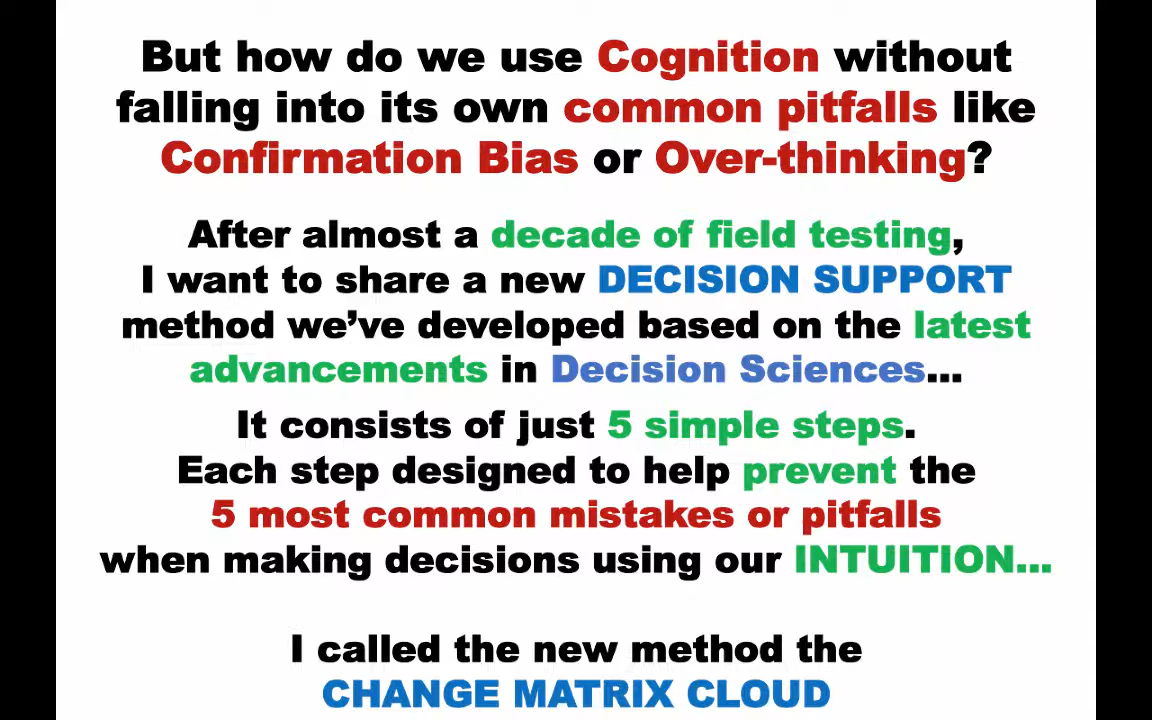 But how do we use Cognition without
falling into its own common pitfalls like
Confirmation Bias or Over-thinking?
After almost a decade of field testing,
I want to share a new DECISION SUPPORT
method we’ve developed based on the latest
advancements in Decision Sciences...
It consists of just 5 simple steps.
Each step designed to help prevent the
5 most common mistakes or pitfalls
when making decisions using our INTUITION...
I called the new method the
CHANGE MATRIX CLOUD